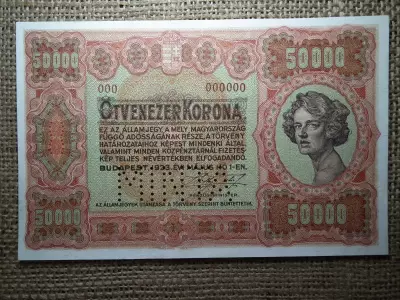 50000 50000
000 000000
ÖTVENEZER KORONA
EZ AZ ÁLLAMJEGY, A MELY MAGYARORSZÁG
FÜGGŐ ADÓSSÁGÁNAK RÉSZE, A TÖRVÉNY
HATÁROZATAIHOZ KÉPEST MINDENKI ÁLTAL,
VALAMINT MINDEN KÖZPÉNZTÁRNÁL FIZETÉS-
KÉP TELJES NÉVÉRTÉKBEN ELFOGADANDÓ.
BUDAPEST, 1923. ÉVI MÁJUS HÓ 1-ÉN.
MINTA
AZ ÁLLAMJEGYEK UTÁNZÁSA A TÖRVÉNY SZERINT BÜNTETTETIK.
50000 50000